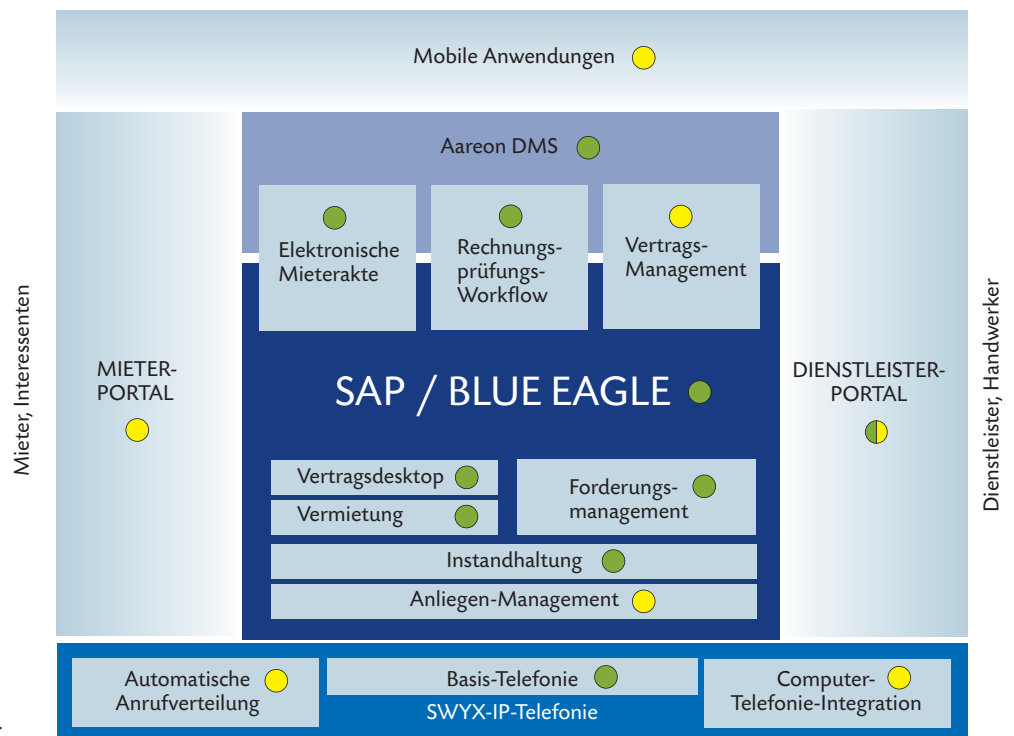 Mobile Anwendungen
Aareon DMS
Elektronische
Mieterakte
Rechnungs-
prüfungs-
Workflow
Vertrags-
Management
Mieter, Interessenten
MIETER-
PORTAL
SAP / BLUE EAGLE
DIENSTLEISTER-
PORTAL
Dienstleister, Handwerker
Vertragsdesktop
Vermietung
Forderungs-
management
Instandhaltung
Anliegen-Management
Automatische
Anrufverteilung
Basis-Telefonie
SWYX-IP-Telefonie
Computer-
Telefonie-Integration